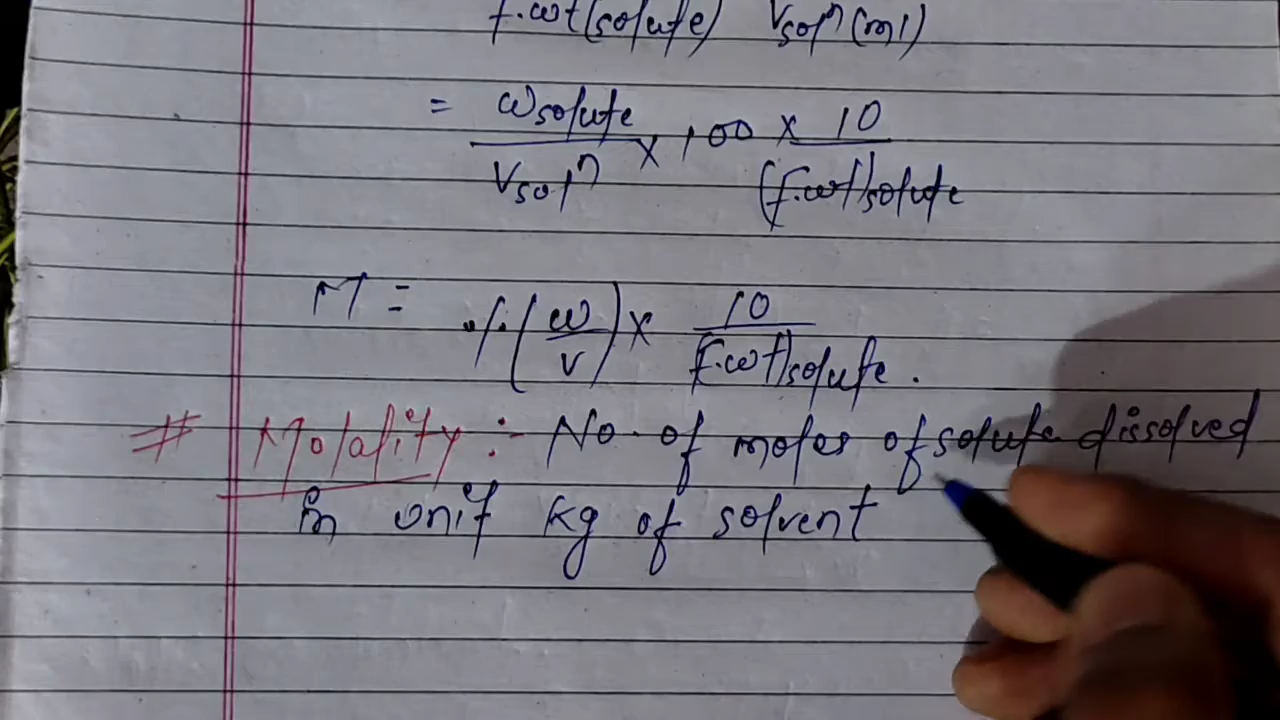 f.wt(solute) Vsolⁿ(ml)
= wsolute / Vsolⁿ × 100 × 10 / (f.wt)solute
M = %(w/v) × 10 / (f.wt)solute.
# Molality :- No. of moles of solute dissolved
in unit kg of solvent